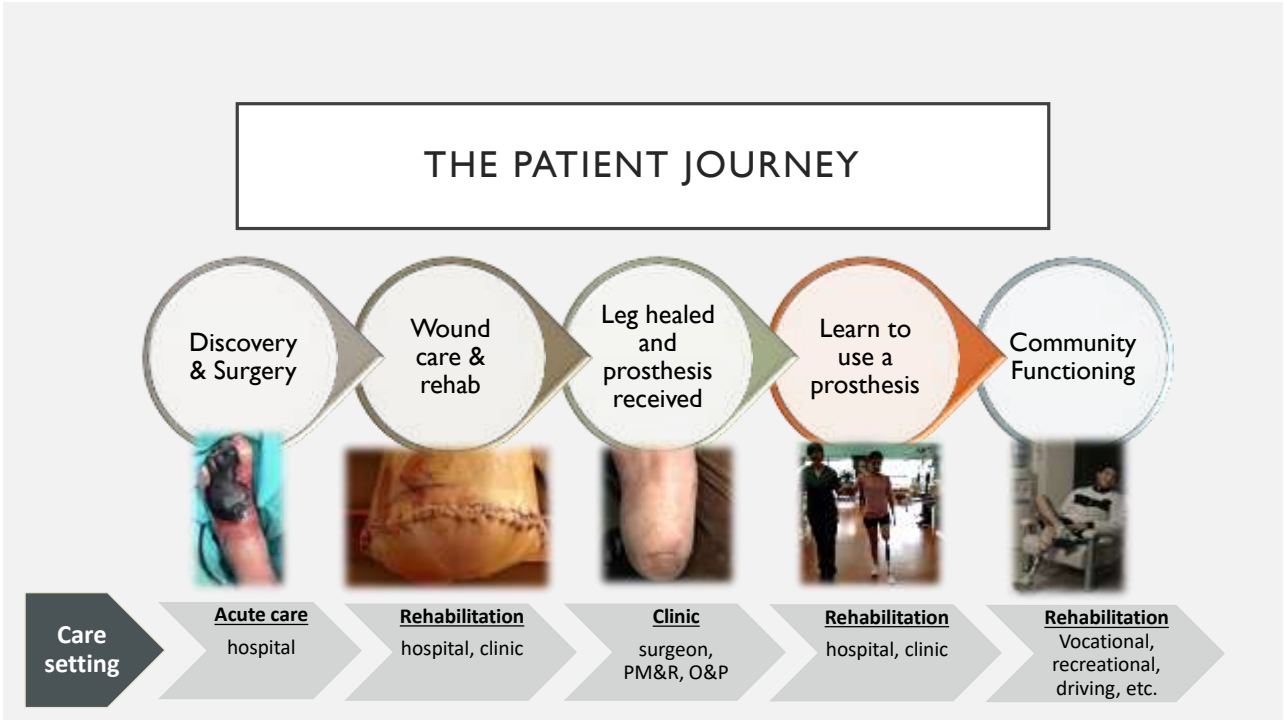 THE PATIENT JOURNEY
Discovery
& Surgery
Wound
care &
rehab
Leg healed
and
prosthesis
received
Learn to
use a
prosthesis
Community
Functioning
Care
setting
Acute care
hospital
Rehabilitation
hospital, clinic
Clinic
surgeon,
PM&R, O&P
Rehabilitation
hospital, clinic
Rehabilitation
Vocational,
recreational,
driving, etc.